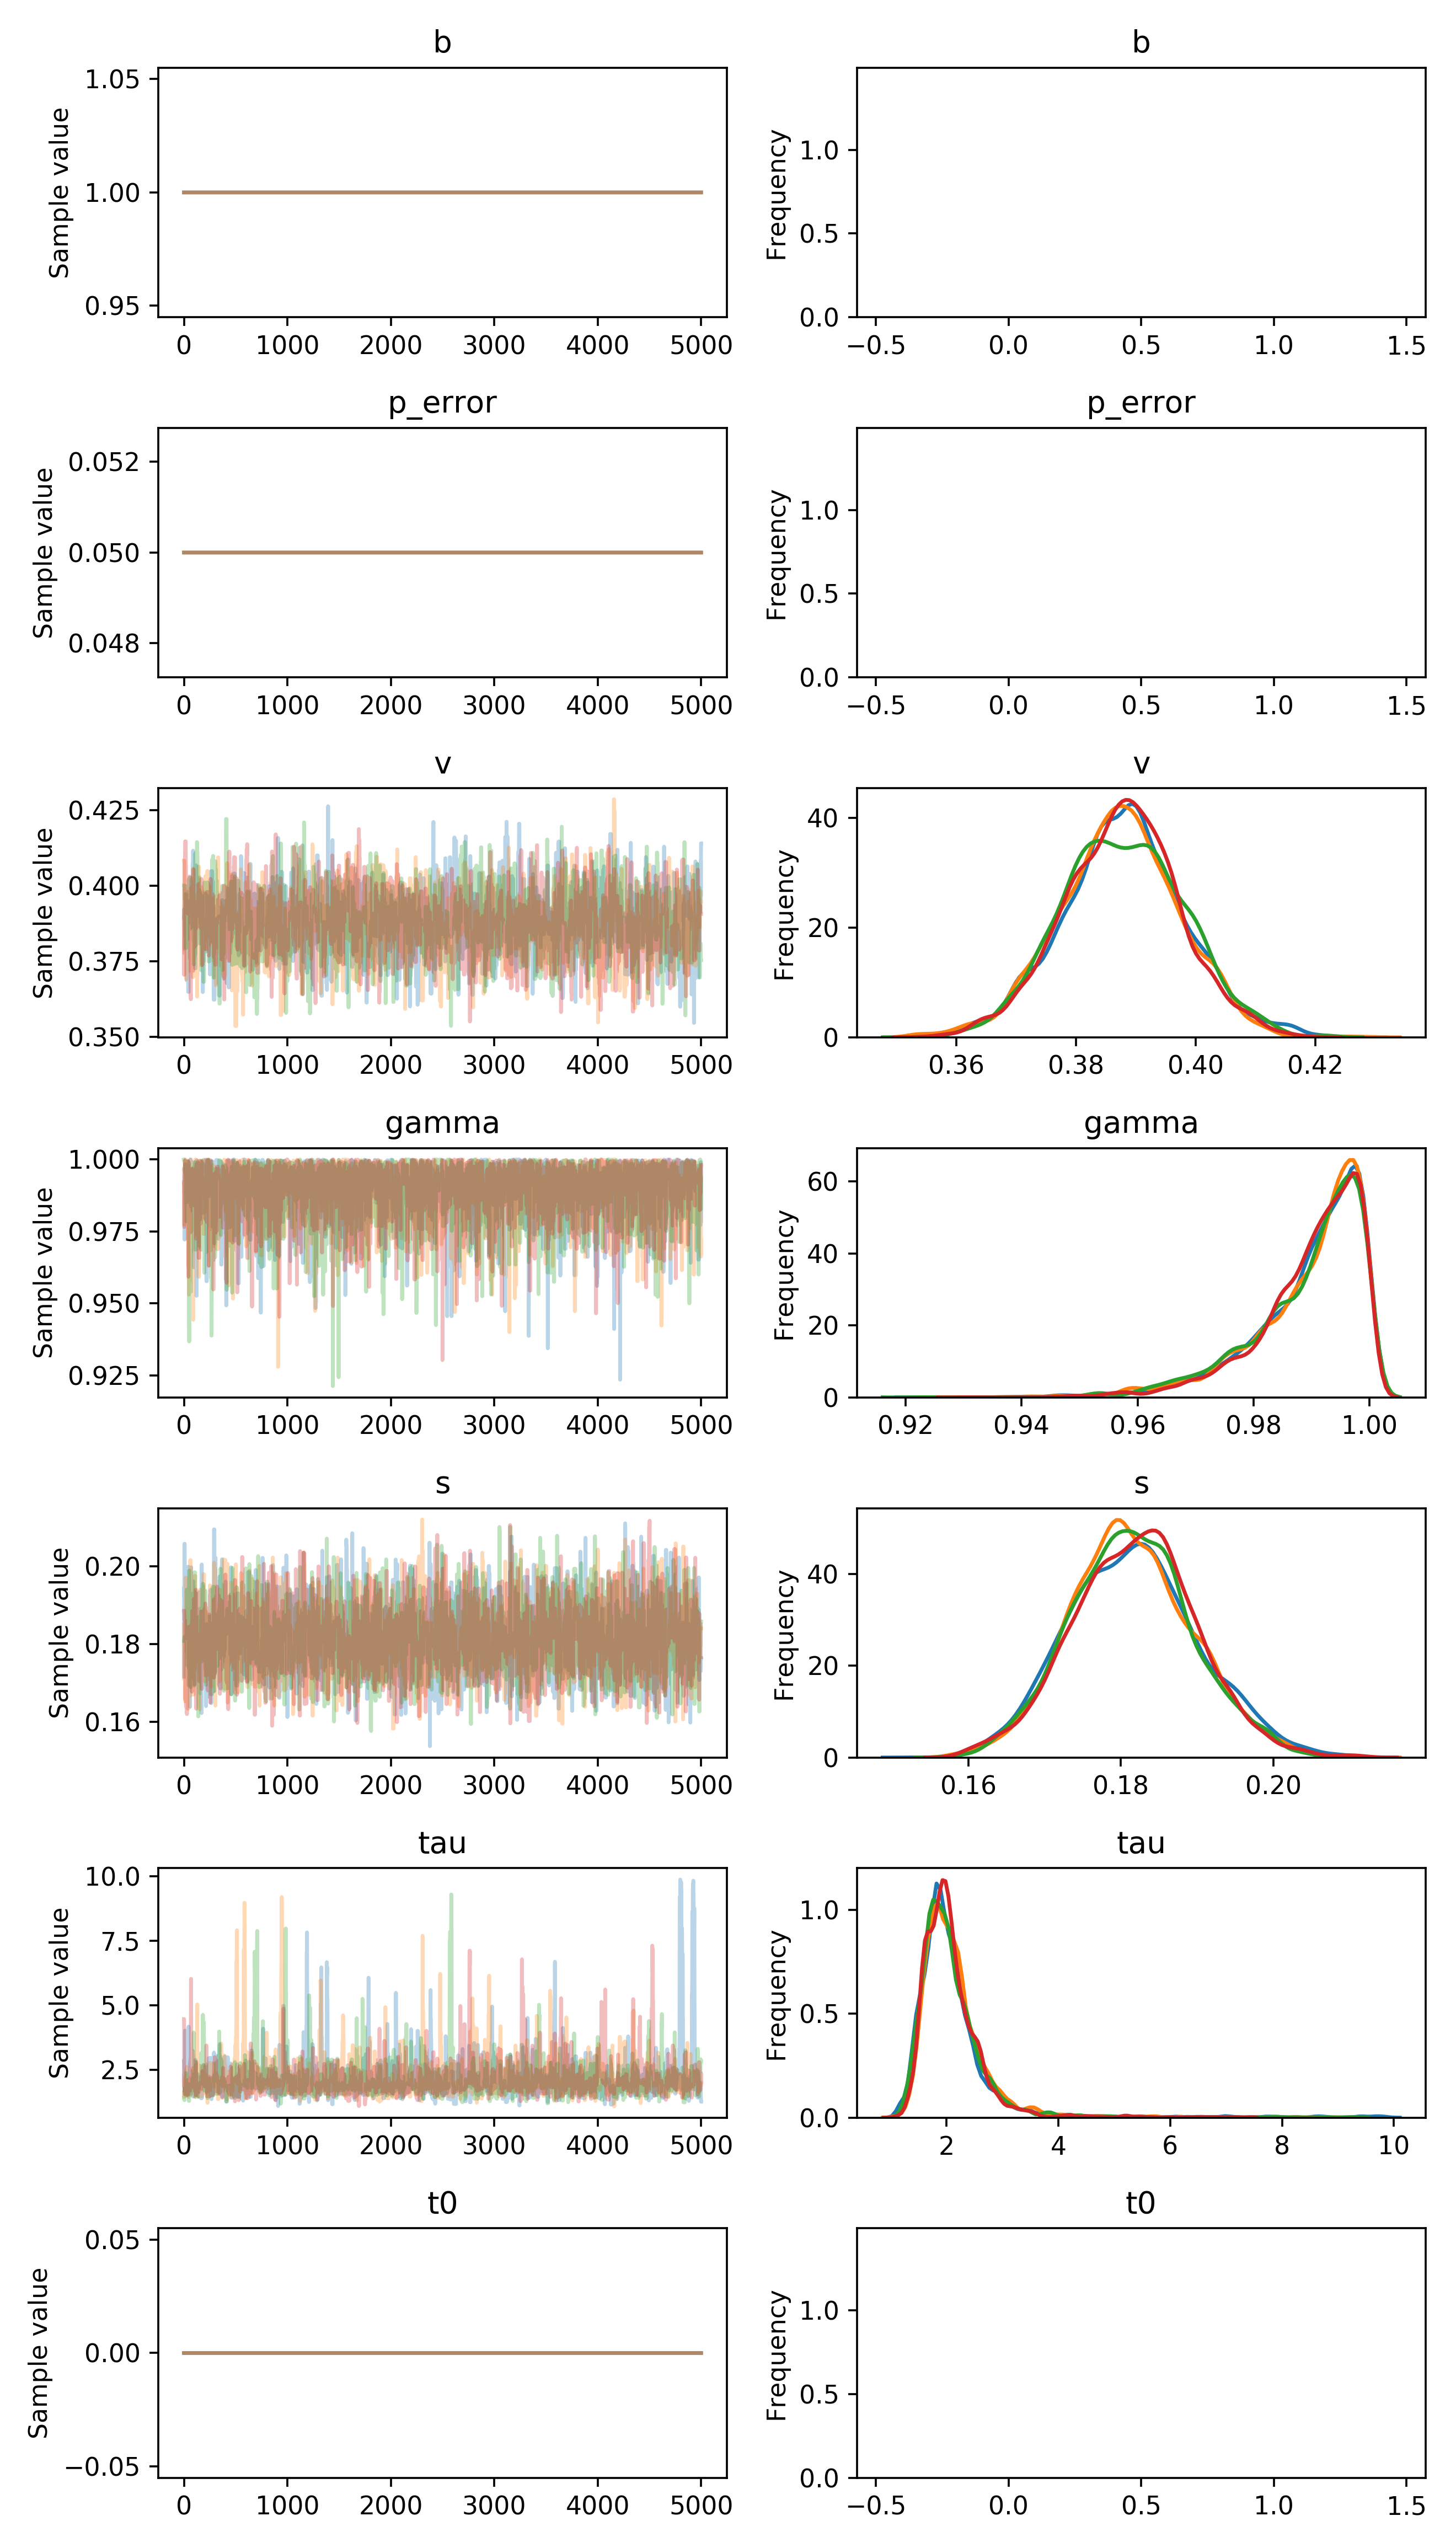 b
b
1.05
1.00
0.95
Sample value
0 1000 2000 3000 4000 5000
1.0
0.5
0.0
Frequency
−0.5 0.0 0.5 1.0 1.5
p_error
p_error
0.052
0.050
0.048
Sample value
0 1000 2000 3000 4000 5000
1.0
0.5
0.0
Frequency
−0.5 0.0 0.5 1.0 1.5
v
v
0.425
0.400
0.375
0.350
Sample value
0 1000 2000 3000 4000 5000
40
20
0
Frequency
0.36 0.38 0.40 0.42
gamma
gamma
1.000
0.975
0.950
0.925
Sample value
0 1000 2000 3000 4000 5000
60
40
20
0
Frequency
0.92 0.94 0.96 0.98 1.00
s
s
0.20
0.18
0.16
Sample value
0 1000 2000 3000 4000 5000
40
20
0
Frequency
0.16 0.18 0.20
tau
tau
10.0
7.5
5.0
2.5
Sample value
0 1000 2000 3000 4000 5000
1.0
0.5
0.0
Frequency
2 4 6 8 10
t0
t0
0.05
0.00
−0.05
Sample value
0 1000 2000 3000 4000 5000
1.0
0.5
0.0
Frequency
−0.5 0.0 0.5 1.0 1.5